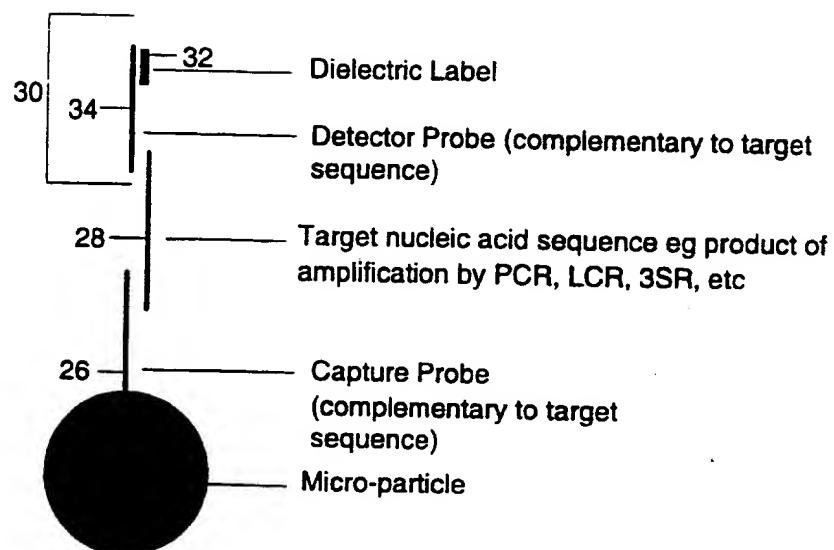 32
Dielectric Label
30
34
Detector Probe (complementary to target
sequence)
28
Target nucleic acid sequence eg product of
amplification by PCR, LCR, 3SR, etc
26
Capture Probe
(complementary to target
sequence)
Micro-particle